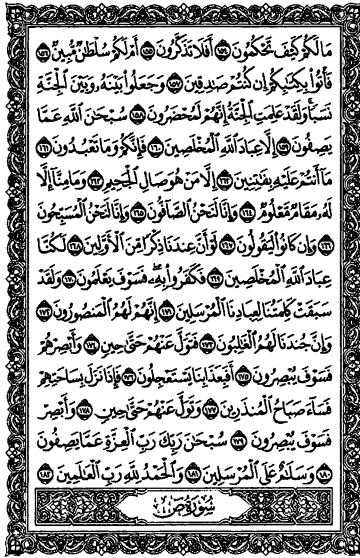 مَا لَكُمْ كَيْفَ تَحْكُمُونَ ١٥٤ أَفَلَا تَذَكَّرُونَ ١٥٥ أَمْ لَكُمْ سُلْطَانٌ مُّبِينٌ ١٥٦
فَأْتُوا بِكِتَابِكُمْ إِن كُنتُمْ صَادِقِينَ ١٥٧ وَجَعَلُوا بَيْنَهُ وَبَيْنَ الْجِنَّةِ
نَسَبًا وَلَقَدْ عَلِمَتِ الْجِنَّةُ إِنَّهُمْ لَمُحْضَرُونَ ١٥٨ سُبْحَانَ اللَّهِ عَمَّا
يَصِفُونَ ١٥٩ إِلَّا عِبَادَ اللَّهِ الْمُخْلَصِينَ ١٦٠ فَإِنَّكُمْ وَمَا تَعْبُدُونَ ١٦١
مَا أَنتُمْ عَلَيْهِ بِفَاتِنِينَ ١٦٢ إِلَّا مَنْ هُوَ صَالِ الْجَحِيمِ ١٦٣ وَمَا مِنَّا إِلَّا
لَهُ مَقَامٌ مَّعْلُومٌ ١٦٤ وَإِنَّا لَنَحْنُ الصَّافُّونَ ١٦٥ وَإِنَّا لَنَحْنُ الْمُسَبِّحُونَ
١٦٦ وَإِن كَانُوا لَيَقُولُونَ ١٦٧ لَوْ أَنَّ عِندَنَا ذِكْرًا مِّنَ الْأَوَّلِينَ ١٦٨ لَكُنَّا
عِبَادَ اللَّهِ الْمُخْلَصِينَ ١٦٩ فَكَفَرُوا بِهِ فَسَوْفَ يَعْلَمُونَ ١٧٠ وَلَقَدْ
سَبَقَتْ كَلِمَتُنَا لِعِبَادِنَا الْمُرْسَلِينَ ١٧١ إِنَّهُمْ لَهُمُ الْمَنصُورُونَ ١٧٢
وَإِنَّ جُندَنَا لَهُمُ الْغَالِبُونَ ١٧٣ فَتَوَلَّ عَنْهُمْ حَتَّى حِينٍ ١٧٤ وَأَبْصِرْهُمْ
فَسَوْفَ يُبْصِرُونَ ١٧٥ أَفَبِعَذَابِنَا يَسْتَعْجِلُونَ ١٧٦ فَإِذَا نَزَلَ بِسَاحَتِهِمْ
فَسَاءَ صَبَاحُ الْمُنذَرِينَ ١٧٧ وَتَوَلَّ عَنْهُمْ حَتَّى حِينٍ ١٧٨ وَأَبْصِرْ
فَسَوْفَ يُبْصِرُونَ ١٧٩ سُبْحَانَ رَبِّكَ رَبِّ الْعِزَّةِ عَمَّا يَصِفُونَ
١٨٠ وَسَلَامٌ عَلَى الْمُرْسَلِينَ ١٨١ وَالْحَمْدُ لِلَّهِ رَبِّ الْعَالَمِينَ ١٨٢
سُورَةُ ص